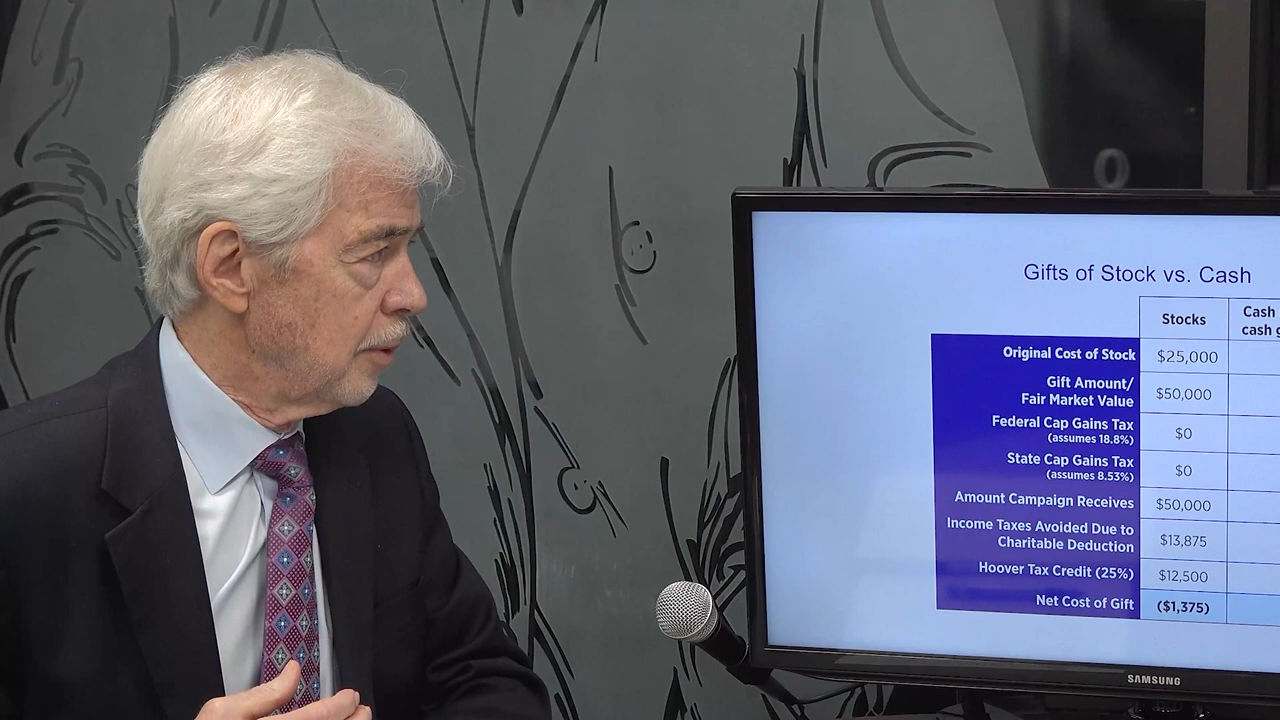 Gifts of Stock vs. Cash
Stocks
Cash
cash
Original Cost of Stock $25,000
Gift Amount/
Fair Market Value $50,000
Federal Cap Gains Tax
(assumes 18.8%) $0
State Cap Gains Tax
(assumes 8.53%) $0
Amount Campaign Receives $50,000
Income Taxes Avoided Due to
Charitable Deduction $13,875
Hoover Tax Credit (25%) $12,500
Net Cost of Gift ($1,375)
SAMSUNG